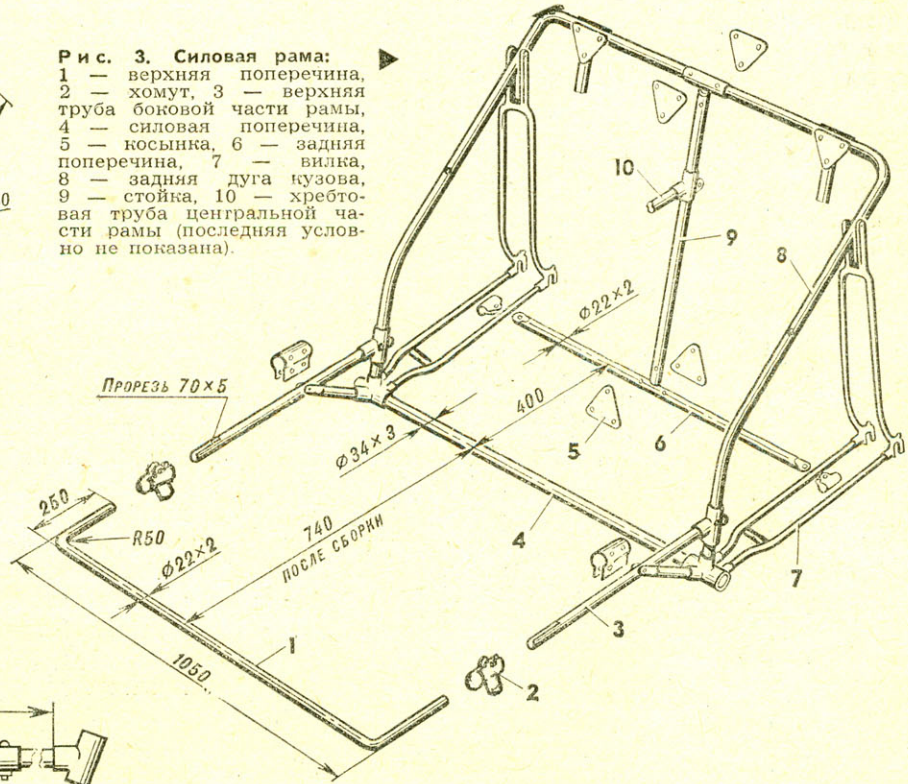 Рис. 3. Силовая рама:
1 — верхняя поперечина,
2 — хомут, 3 — верхняя
труба боковой части рамы,
4 — силовая поперечина,
5 — косынка, 6 — задняя
поперечина, 7 — вилка,
8 — задняя дуга кузова,
9 — стойка, 10 — хребто-
вая труба центральной ча-
сти рамы (последняя услов-
но не показана).
0
10
9
8
Ø22×2
ПРОРЕЗЬ 70×5
400
5
6
Ø34×3
250
R50
740
ПОСЛЕ СБОРКИ
4
7
Ø22×2
3
1
1050
2